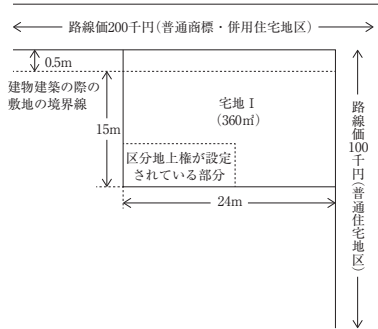 路線価200千円(普通商標・併用住宅地区)
0.5m
建物建築の際の
敷地の境界線
宅地Ⅰ
(360㎡)
15m
区分地上権が設定
されている部分
24m
路線価100千円(普通住宅地区)